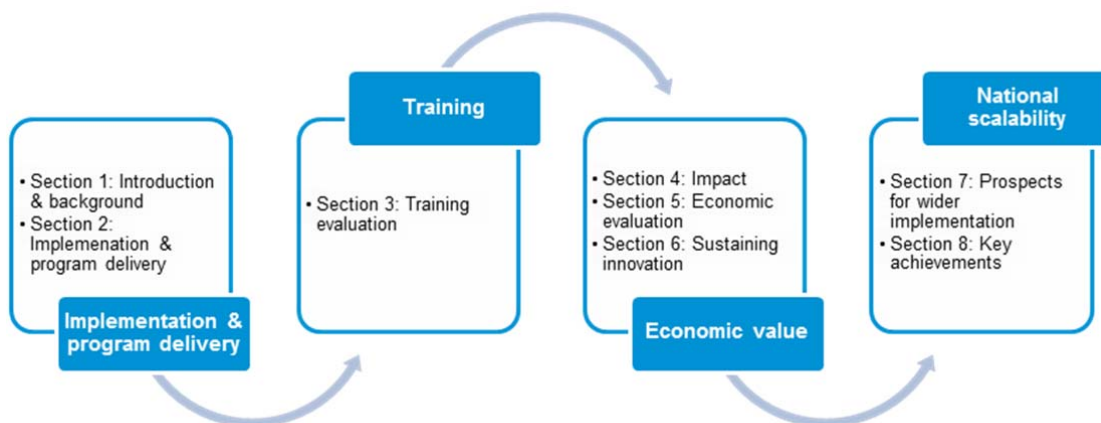 • Section 1: Introduction
& background
• Section 2:
Implemenation &
program delivery
Implementation &
program delivery
Training
• Section 3: Training
evaluation
• Section 4: Impact
• Section 5: Economic
evaluation
• Section 6: Sustaining
innovation
Economic value
National
scalability
• Section 7: Prospects
for wider
implementation
• Section 8: Key
achievements